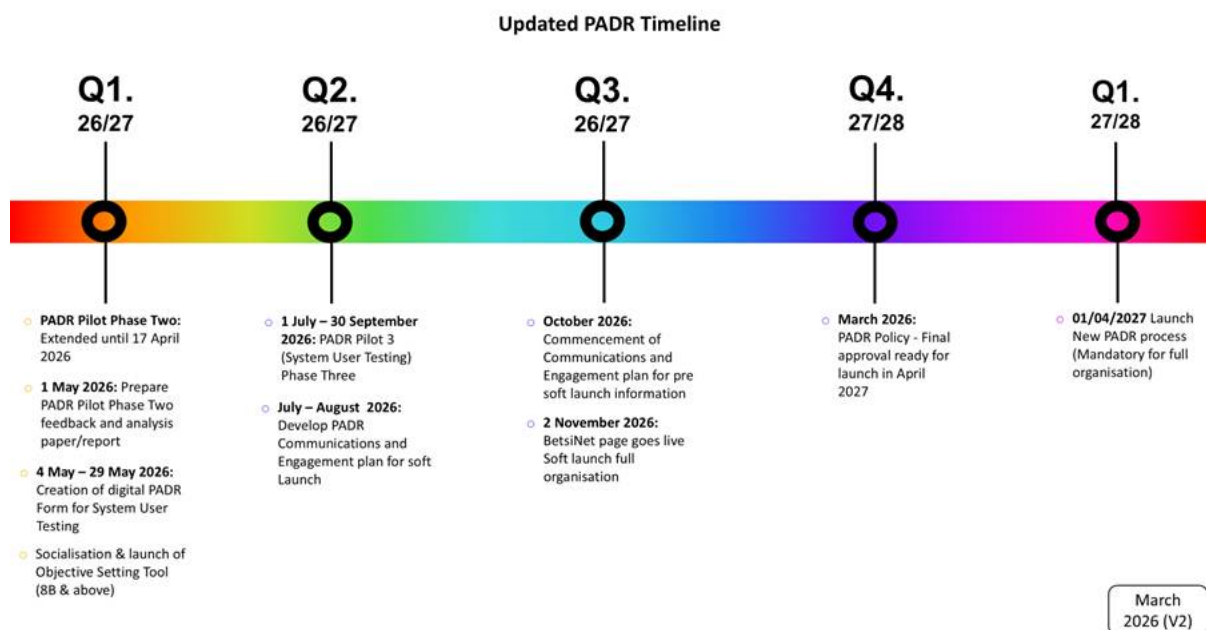 Updated PADR Timeline
Q1.
26/27
Q2.
26/27
Q3.
26/27
Q4.
27/28
Q1.
27/28
PADR Pilot Phase Two:
Extended until 17 April
2026
1 May 2026: Prepare
PADR Pilot Phase Two
feedback and analysis
paper/report
4 May – 29 May 2026:
Creation of digital PADR
Form for System User
Testing
Socialisation & launch of
Objective Setting Tool
(8B & above)
1 July – 30 September
2026: PADR Pilot 3
(System User Testing)
Phase Three
July – August 2026:
Develop PADR
Communications and
Engagement plan for soft
Launch
October 2026:
Commencement of
Communications and
Engagement plan for pre
soft launch information
2 November 2026:
BetsiNet page goes live
Soft launch full
organisation
March 2026:
PADR Policy - Final
approval ready for
launch in April
2027
01/04/2027 Launch
New PADR process
(Mandatory for full
organisation)
March
2026 (V2)